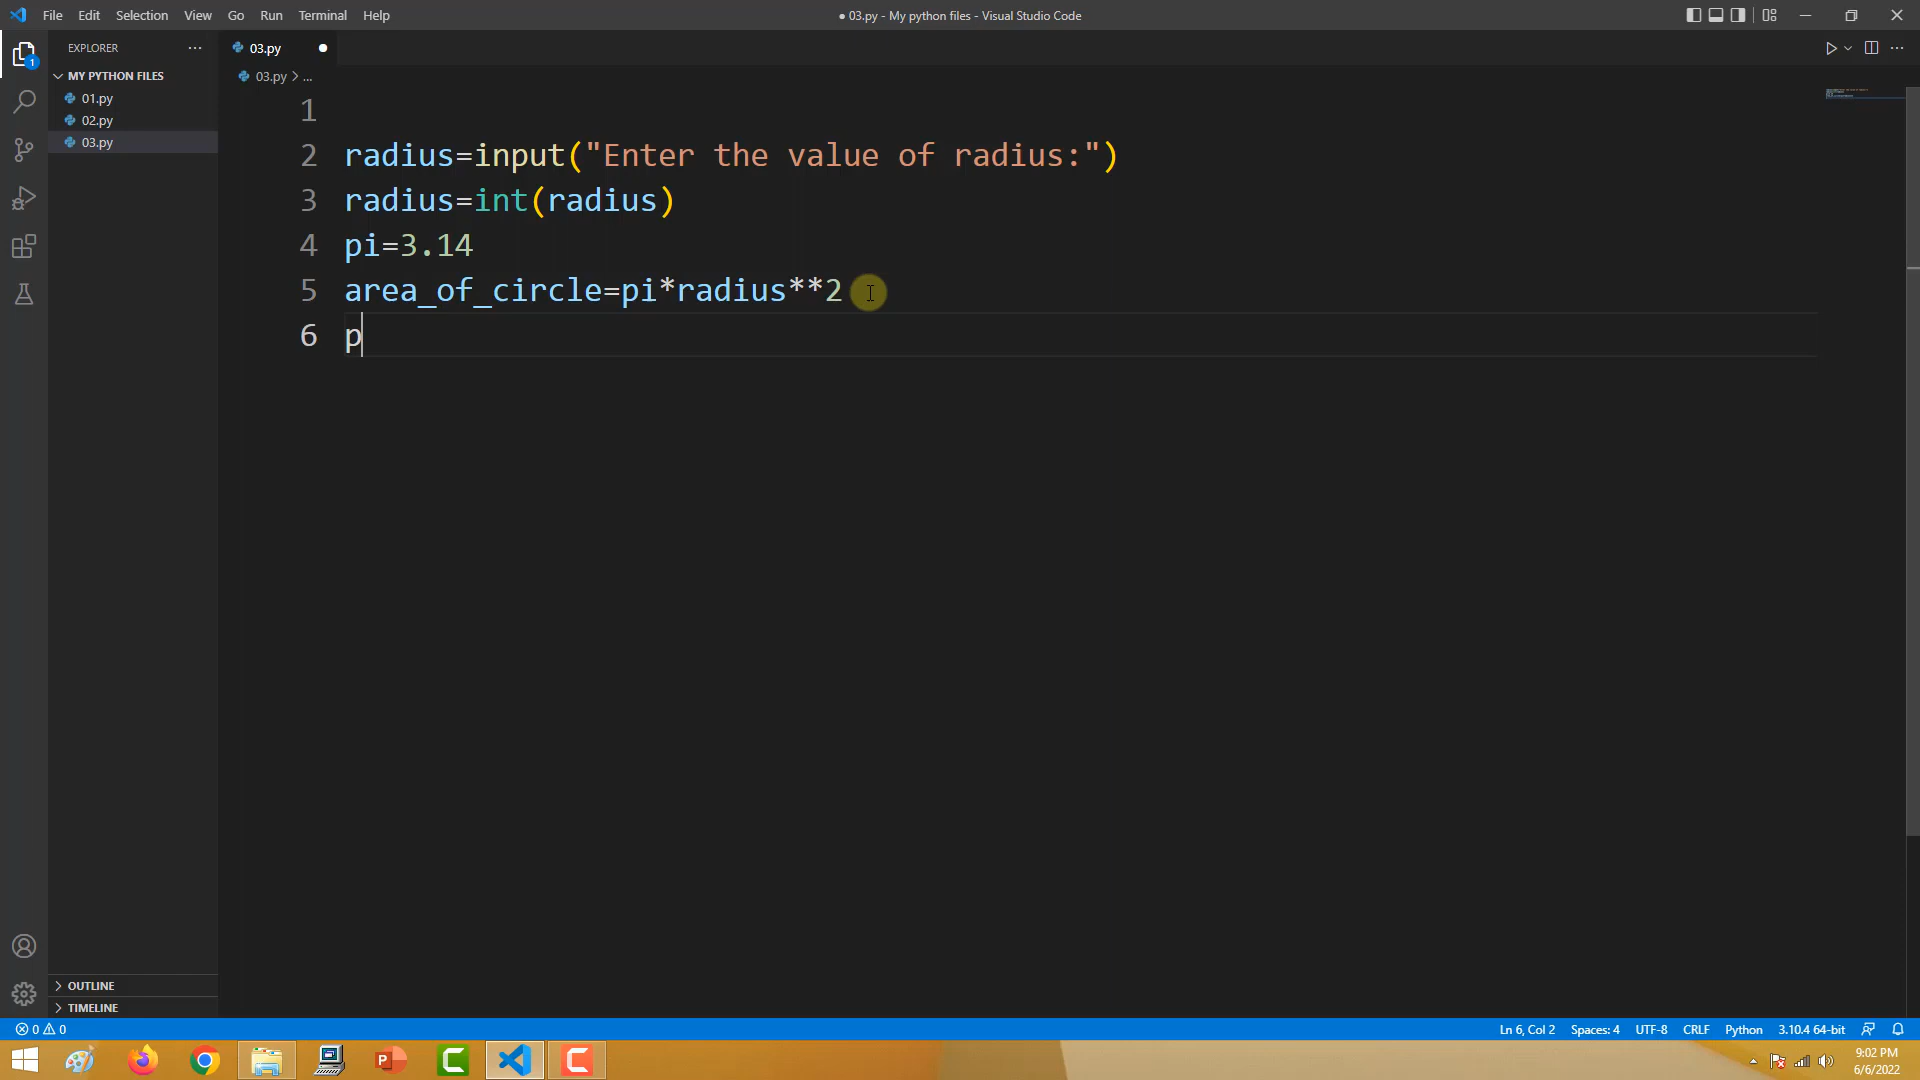 File Edit Selection View Go Run Terminal Help
● 03.py - My python files - Visual Studio Code
EXPLORER ...
MY PYTHON FILES
01.py
02.py
03.py
OUTLINE
TIMELINE
1
03.py ●
03.py > ...
1
2 radius=input("Enter the value of radius:")
3 radius=int(radius)
4 pi=3.14
5 area_of_circle=pi*radius**2
6 p
0 0
Ln 6, Col 2 Spaces: 4 UTF-8 CRLF Python 3.10.4 64-bit
9:02 PM
6/6/2022